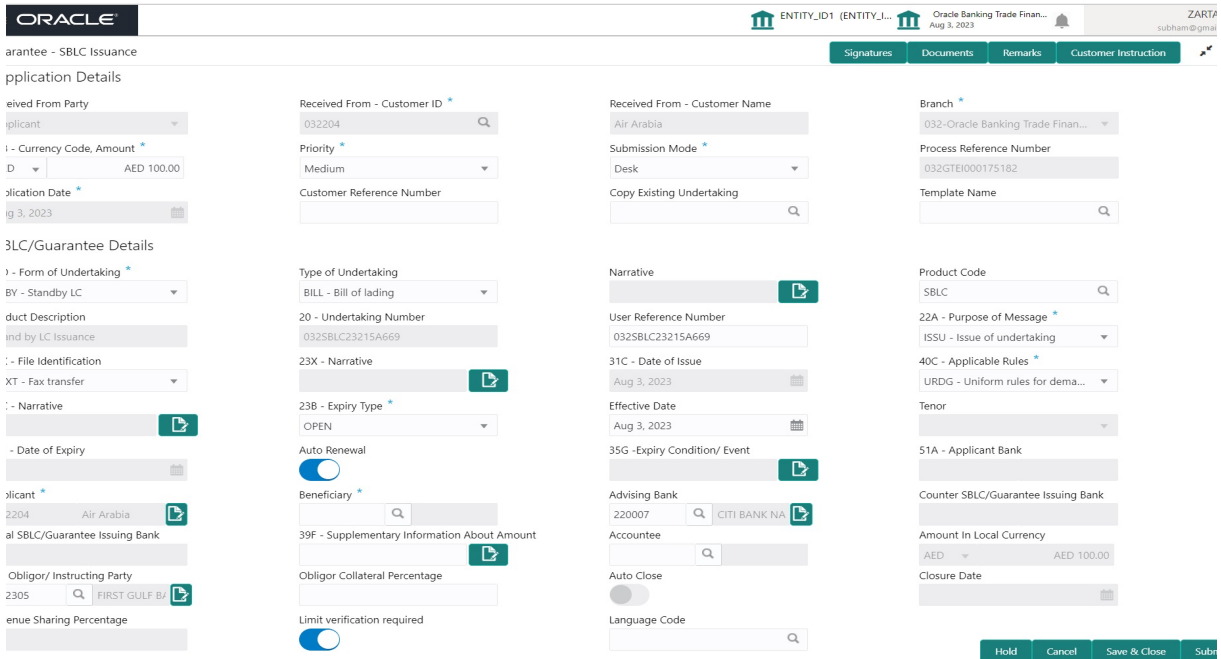 ORACLE
ENTITY_ID1 (ENTITY_I...
Oracle Banking Trade Finan...
Aug 3, 2023
ZARTA
subham@gmai
arantee - SBLC Issuance
Signatures
Documents
Remarks
Customer Instruction
pplication Details
eived From Party
Received From - Customer ID *
Received From - Customer Name
Branch *
plicant
032204
Air Arabia
032-Oracle Banking Trade Finan...
- Currency Code, Amount *
Priority *
Submission Mode *
Process Reference Number
D
AED 100.00
Medium
Desk
032GTEI000175182
plication Date *
Customer Reference Number
Copy Existing Undertaking
Template Name
g 3, 2023
BLC/Guarantee Details
- Form of Undertaking *
Type of Undertaking
Narrative
Product Code
BY - Standby LC
BILL - Bill of lading
SBLC
duct Description
20 - Undertaking Number
User Reference Number
22A - Purpose of Message *
nd by LC Issuance
032SBLC23215A669
032SBLC23215A669
ISSU - Issue of undertaking
- File Identification
23X - Narrative
31C - Date of Issue
40C - Applicable Rules *
XT - Fax transfer
Aug 3, 2023
URDG - Uniform rules for dema...
- Narrative
23B - Expiry Type *
Effective Date
Tenor
OPEN
Aug 3, 2023
- Date of Expiry
Auto Renewal
35G -Expiry Condition/ Event
51A - Applicant Bank
plicant *
Beneficiary *
Advising Bank
Counter SBLC/Guarantee Issuing Bank
2204
Air Arabia
220007
CITI BANK NA
al SBLC/Guarantee Issuing Bank
39F - Supplementary Information About Amount
Accountee
Amount In Local Currency
AED
AED 100.00
Obligor/ Instructing Party
Obligor Collateral Percentage
Auto Close
Closure Date
2305
FIRST GULF BA
enue Sharing Percentage
Limit verification required
Language Code
Hold
Cancel
Save & Close
Subm